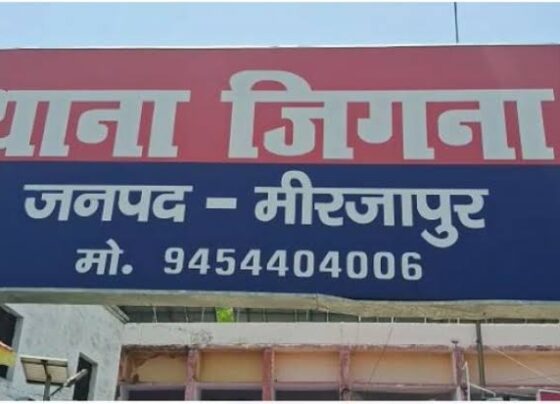 थाना जिगना
जनपद - मीरजापुर
मो. 9454404006